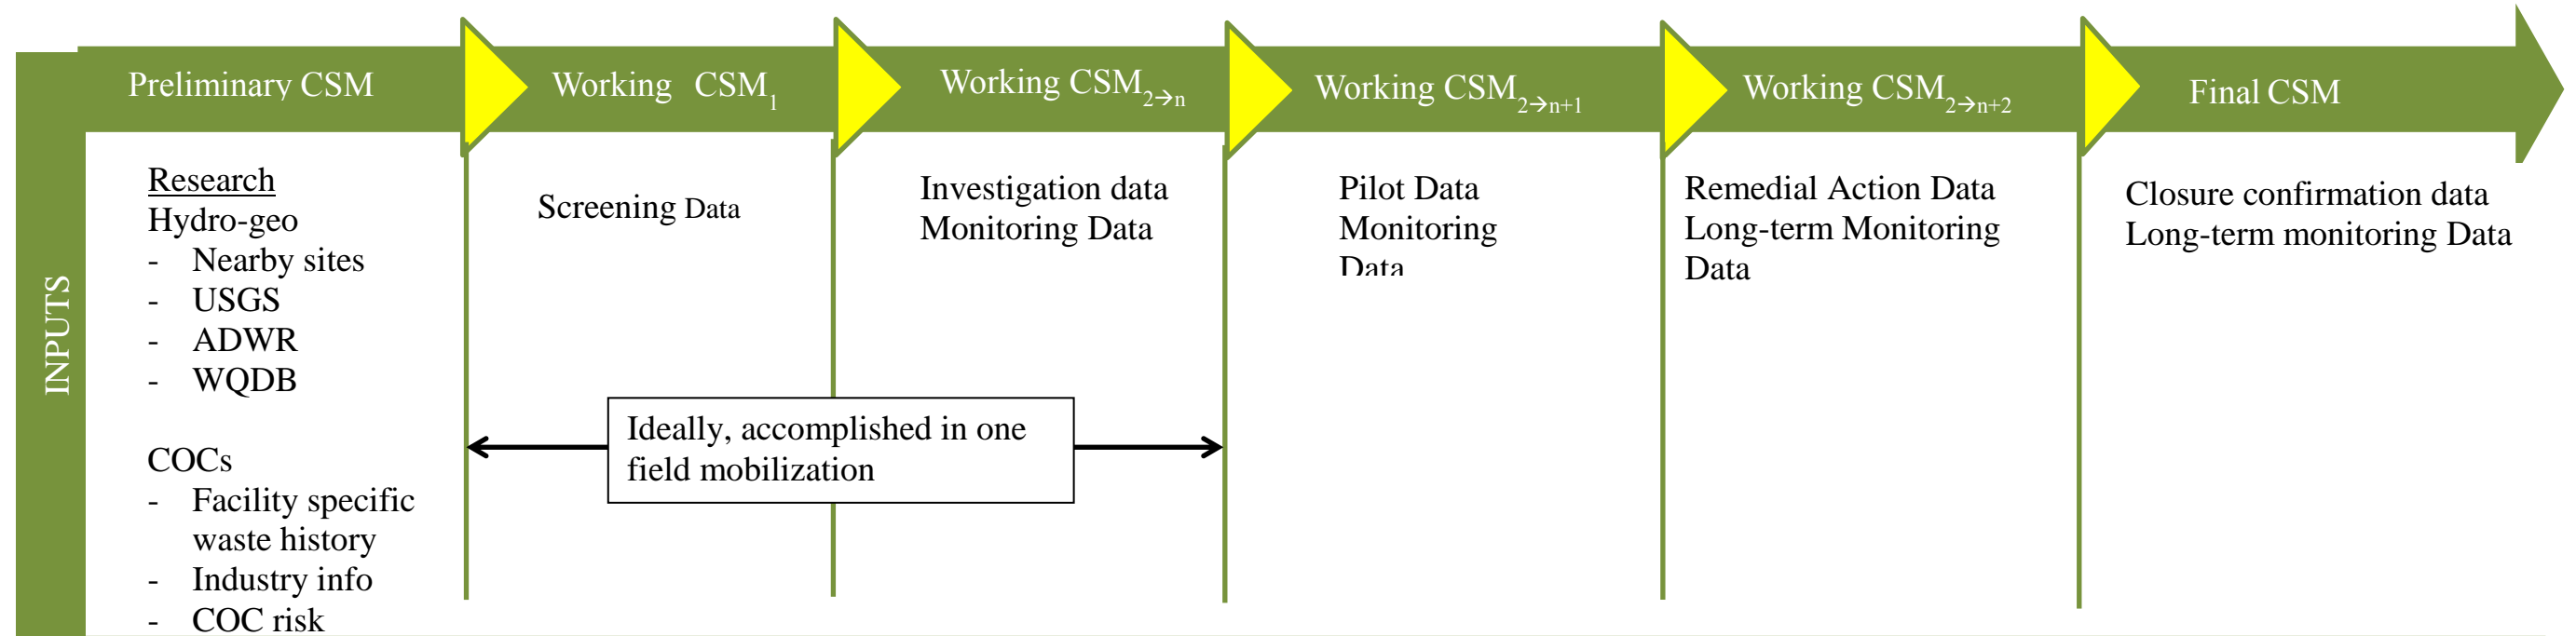 Preliminary CSM
Working CSM1
Working CSM2→n
Working CSM2→n+1
Working CSM2→n+2
Final CSM
INPUTS
Research
Hydro-geo
- Nearby sites
- USGS
- ADWR
- WQDB
COCs
- Facility specific
waste history
- Industry info
- COC risk
Screening Data
Investigation data
Monitoring Data
Pilot Data
Monitoring
Data
Remedial Action Data
Long-term Monitoring
Data
Closure confirmation data
Long-term monitoring Data
Ideally, accomplished in one
field mobilization